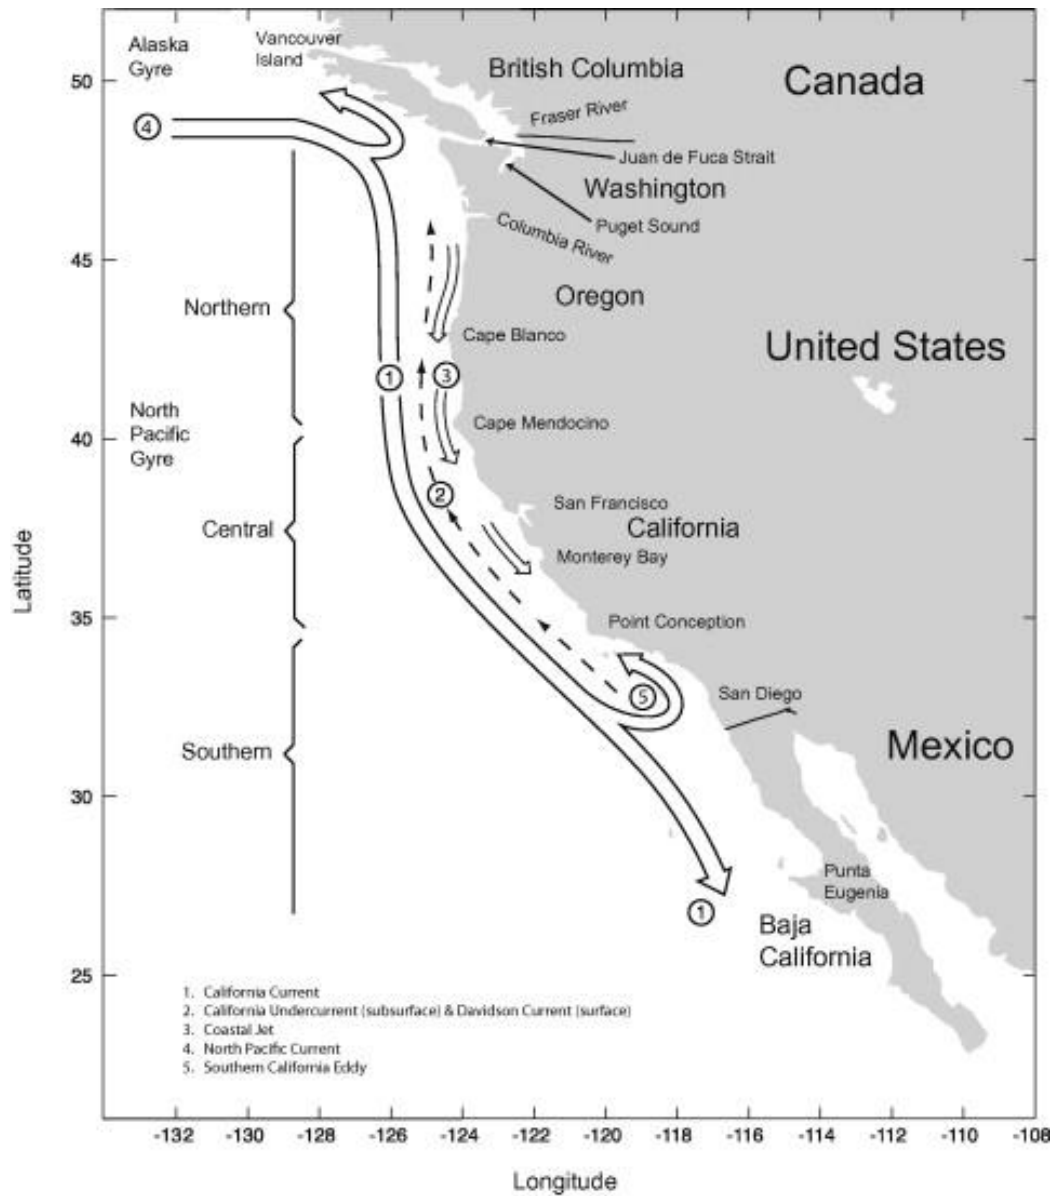 Alaska
Gyre
Vancouver
Island
British Columbia
Canada
50
4
Fraser River
Juan de Fuca Strait
Washington
Puget Sound
Columbia River
45
Northern
Oregon
Cape Blanco
United States
1
3
North
Pacific
Gyre
40
Cape Mendocino
2
San Francisco
Central
California
Monterey Bay
Latitude
35
Point Conception
5
San Diego
Southern
Mexico
30
Punta
Eugenia
1
Baja
California
25
1. California Current
2. California Undercurrent (subsurface) & Davidson Current (surface)
3. Coastal Jet
4. North Pacific Current
5. Southern California Eddy
-132 -130 -128 -126 -124 -122 -120 -118 -116 -114 -112 -110 -108
Longitude